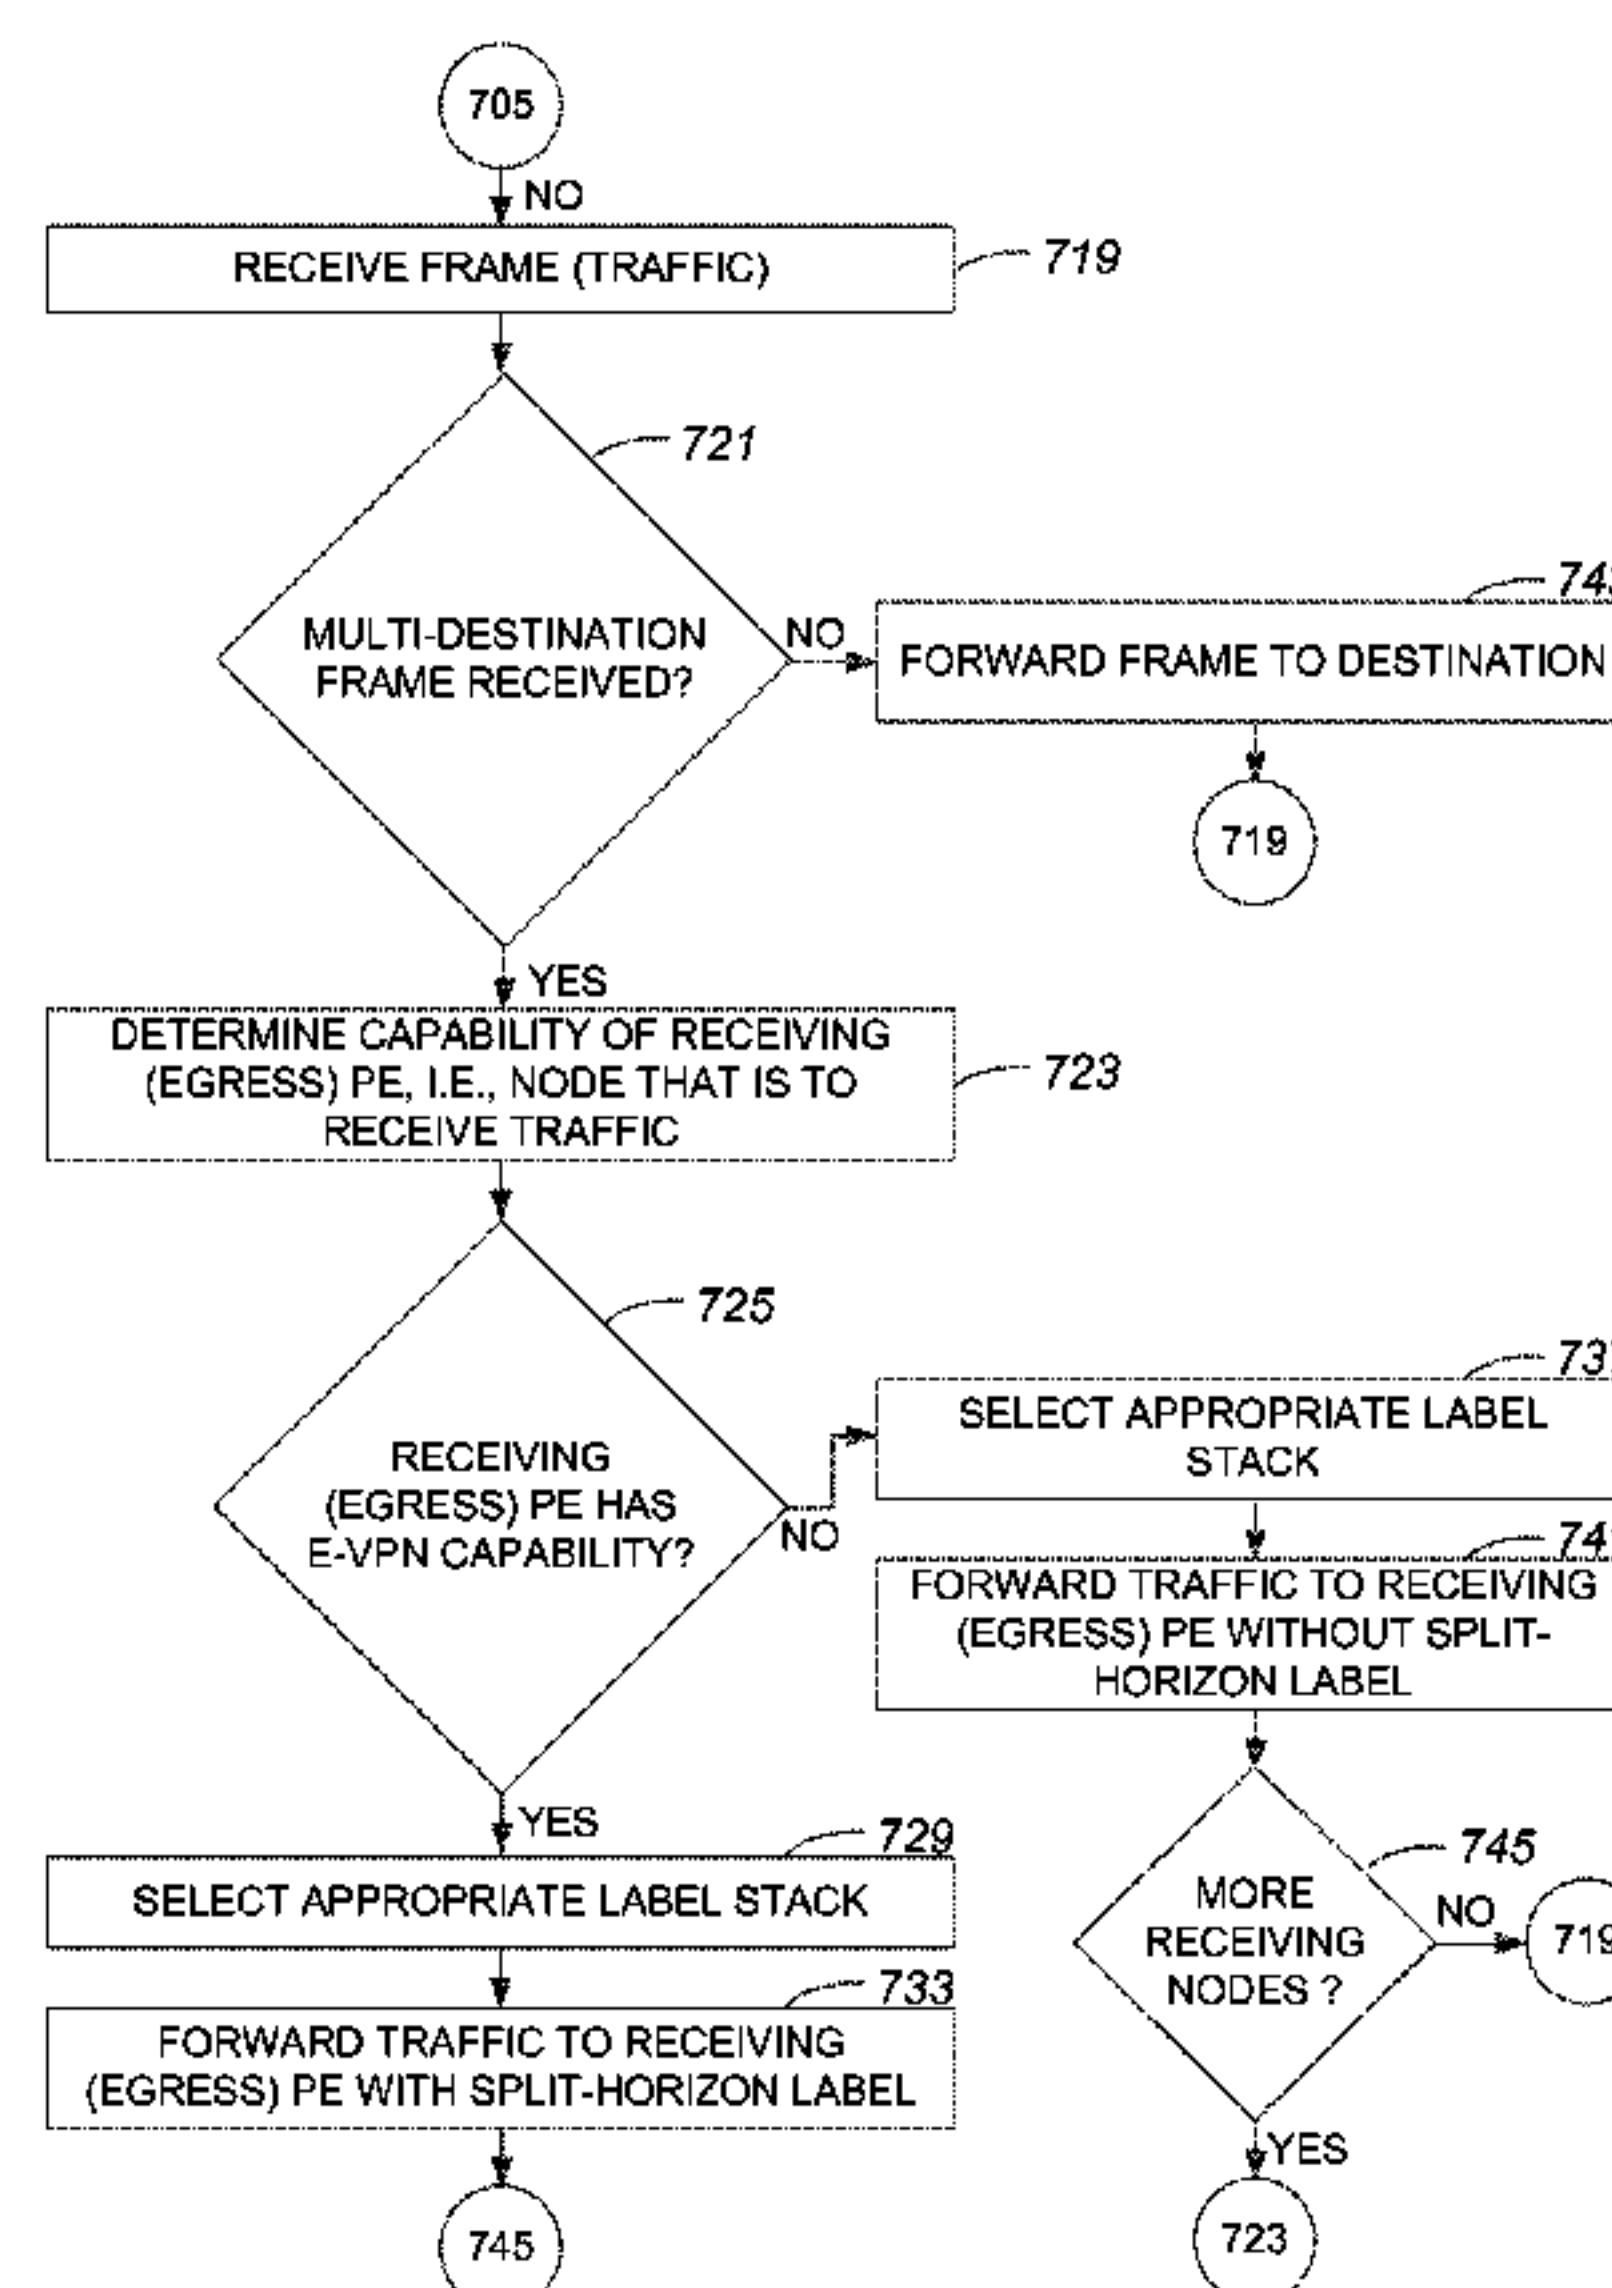 705
NO
RECEIVE FRAME (TRAFFIC)
719
721
MULTI-DESTINATION
FRAME RECEIVED?
NO
FORWARD FRAME TO DESTINATION
719
YES
DETERMINE CAPABILITY OF RECEIVING
(EGRESS) PE, I.E., NODE THAT IS TO
RECEIVE TRAFFIC
723
725
RECEIVING
(EGRESS) PE HAS
E-VPN CAPABILITY?
NO
SELECT APPROPRIATE LABEL
STACK
FORWARD TRAFFIC TO RECEIVING
(EGRESS) PE WITHOUT SPLIT-
HORIZON LABEL
YES
729
SELECT APPROPRIATE LABEL STACK
733
FORWARD TRAFFIC TO RECEIVING
(EGRESS) PE WITH SPLIT-HORIZON LABEL
745
745
MORE
RECEIVING
NODES ?
NO
719
YES
723